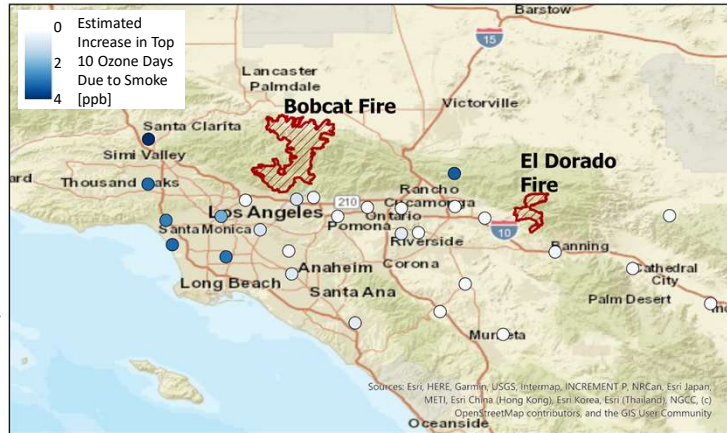 0
Estimated
Increase in Top
2
10 Ozone Days
Due to Smoke
4
[ppb]
Barstow
15
Lancaster
Palmdale
Victorville
Bobcat Fire
Santa Clarita
Simi Valley
El Dorado
Fire
ard
Thousand Oaks
Rancho
Cucamonga
210
Los Angeles
Ontario
Santa Monica
Pomona
10
Riverside
Banning
Anaheim
Corona
Cathedral
City
Long Beach
Santa Ana
Palm Desert
Murrieta
Sources: Esri, HERE, Garmin, USGS, Intermap, INCREMENT P, NRCan, Esri Japan,
METI, Esri China (Hong Kong), Esri Korea, Esri (Thailand), NGCC, (c)
OpenStreetMap contributors, and the GIS User Community
Oceanside